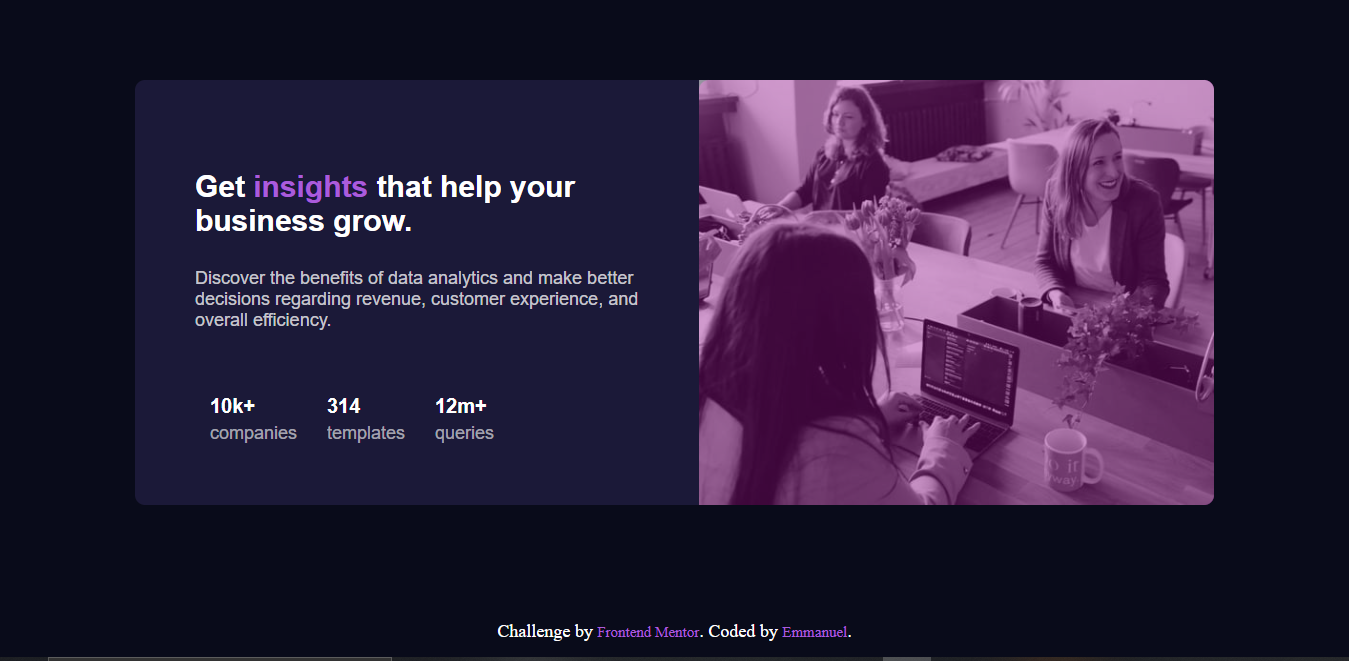 Get insights that help your
business grow.
Discover the benefits of data analytics and make better
decisions regarding revenue, customer experience, and
overall efficiency.
10k+ 314 12m+
companies templates queries
Challenge by Frontend Mentor. Coded by Emmanuel.